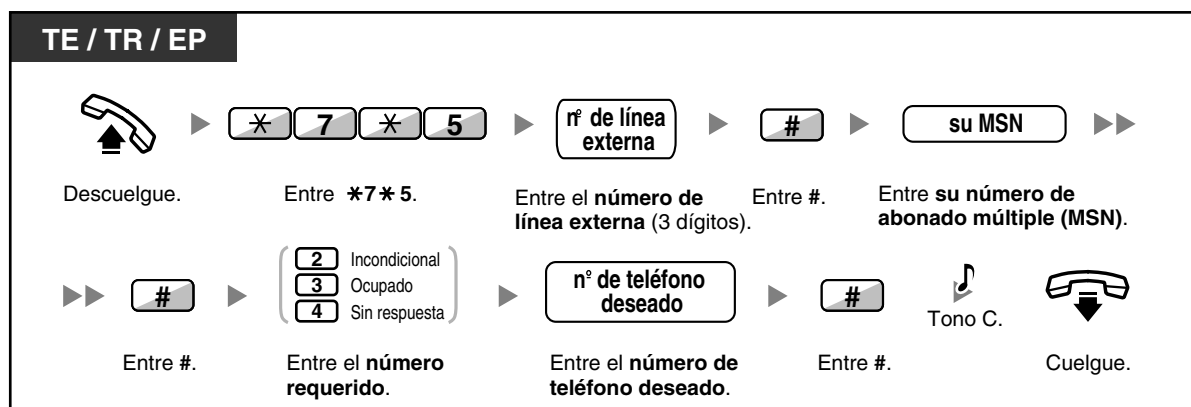 TE / TR / EP
✳ 7 ✳ 5
nº de línea
externa
#
su MSN
Descuelgue.
Entre ✳7✳5.
Entre el número de
línea externa (3 dígitos).
Entre #.
Entre su número de
abonado múltiple (MSN).
#
2 Incondicional
3 Ocupado
4 Sin respuesta
n° de teléfono
deseado
#
Tono C.
Entre #.
Entre el número
requerido.
Entre el número de
teléfono deseado.
Entre #.
Cuelgue.